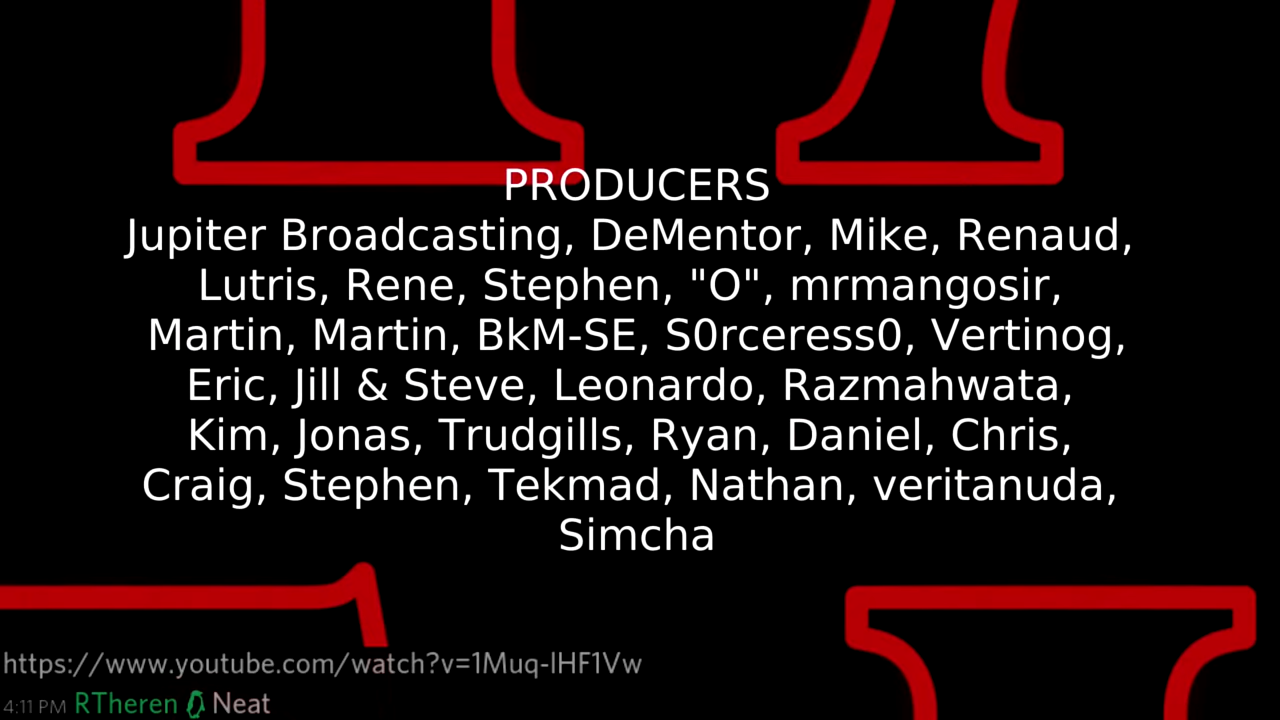 PRODUCERS
Jupiter Broadcasting, DeMentor, Mike, Renaud,
Lutris, Rene, Stephen, "O", mrmangosir,
Martin, Martin, BkM-SE, S0rceress0, Vertinog,
Eric, Jill & Steve, Leonardo, Razmahwata,
Kim, Jonas, Trudgills, Ryan, Daniel, Chris,
Craig, Stephen, Tekmad, Nathan, veritanuda,
Simcha
https://www.youtube.com/watch?v=1Muq-lHF1Vw
4:11 PM RTheren Neat